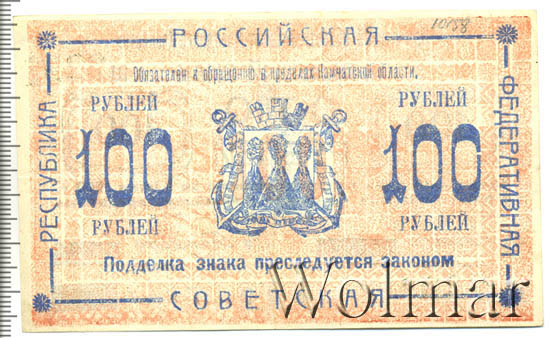 10458
РОССИЙСКАЯ
Обязателен к обращению в пределах Камчатской области.
РЕСПУБЛИКА
ФЕДЕРАТИВНАЯ
РУБЛЕЙ
100
РУБЛЕЙ
РУБЛЕЙ
100
РУБЛЕЙ
Подделка знака преследуется законом
СОВЕТСКАЯ
Wolmar